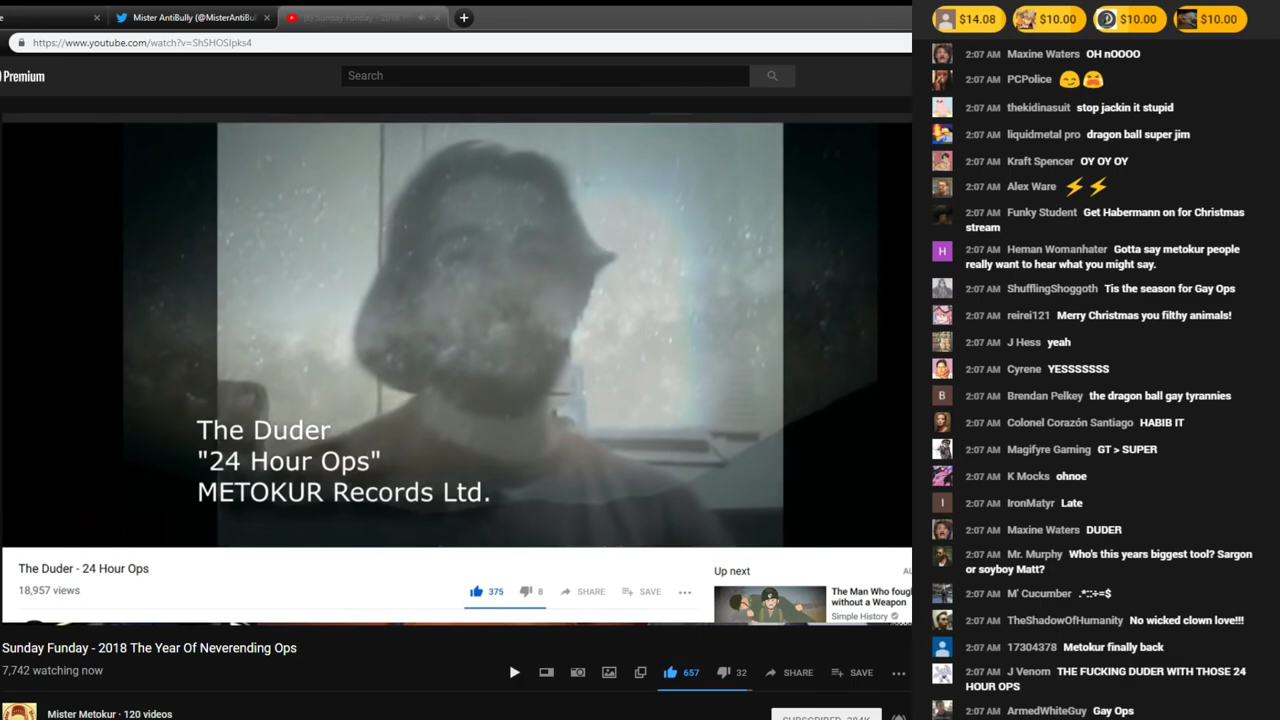 Mister AntiBully (@MisterAntiBul
(6) Sunday Funday - 2018
https://www.youtube.com/watch?v=ShSHOSIpks4
Premium
Search
The Duder
"24 Hour Ops"
METOKUR Records Ltd.
The Duder - 24 Hour Ops
18,957 views
375
8
SHARE
SAVE
Up next
The Man Who foug
without a Weapon
Simple History
Sunday Funday - 2018 The Year Of Neverending Ops
7,742 watching now
657
32
SHARE
SAVE
Mister Metokur · 120 videos
$14.08
$10.00
$10.00
$10.00
2:07 AM Maxine Waters OH nOOOO
2:07 AM PCPolice 😏😫
2:07 AM thekidinasuit stop jackin it stupid
2:07 AM liquidmetal pro dragon ball super jim
2:07 AM Kraft Spencer OY OY OY
2:07 AM Alex Ware ⚡⚡
2:07 AM Funky Student Get Habermann on for Christmas
stream
H
2:07 AM Heman Womanhater Gotta say metokur people
really want to hear what you might say.
2:07 AM ShufflingShoggoth Tis the season for Gay Ops
2:07 AM reirei121 Merry Christmas you filthy animals!
2:07 AM J Hess yeah
2:07 AM Cyrene YESSSSSSS
B
2:07 AM Brendan Pelkey the dragon ball gay tyrannies
2:07 AM Colonel Corazón Santiago HABIB IT
2:07 AM Magifyre Gaming GT > SUPER
2:07 AM K Mocks ohnoe
I
2:07 AM IronMatyr Late
2:07 AM Maxine Waters DUDER
2:07 AM Mr. Murphy Who's this years biggest tool? Sargon
or soyboy Matt?
2:07 AM M' Cucumber .*:¨:÷=$
2:07 AM TheShadowOfHumanity No wicked clown love!!!
2:07 AM 17304378 Metokur finally back
2:07 AM J Venom THE FUCKING DUDER WITH THOSE 24
HOUR OPS
2:07 AM ArmedWhiteGuy Gay Ops